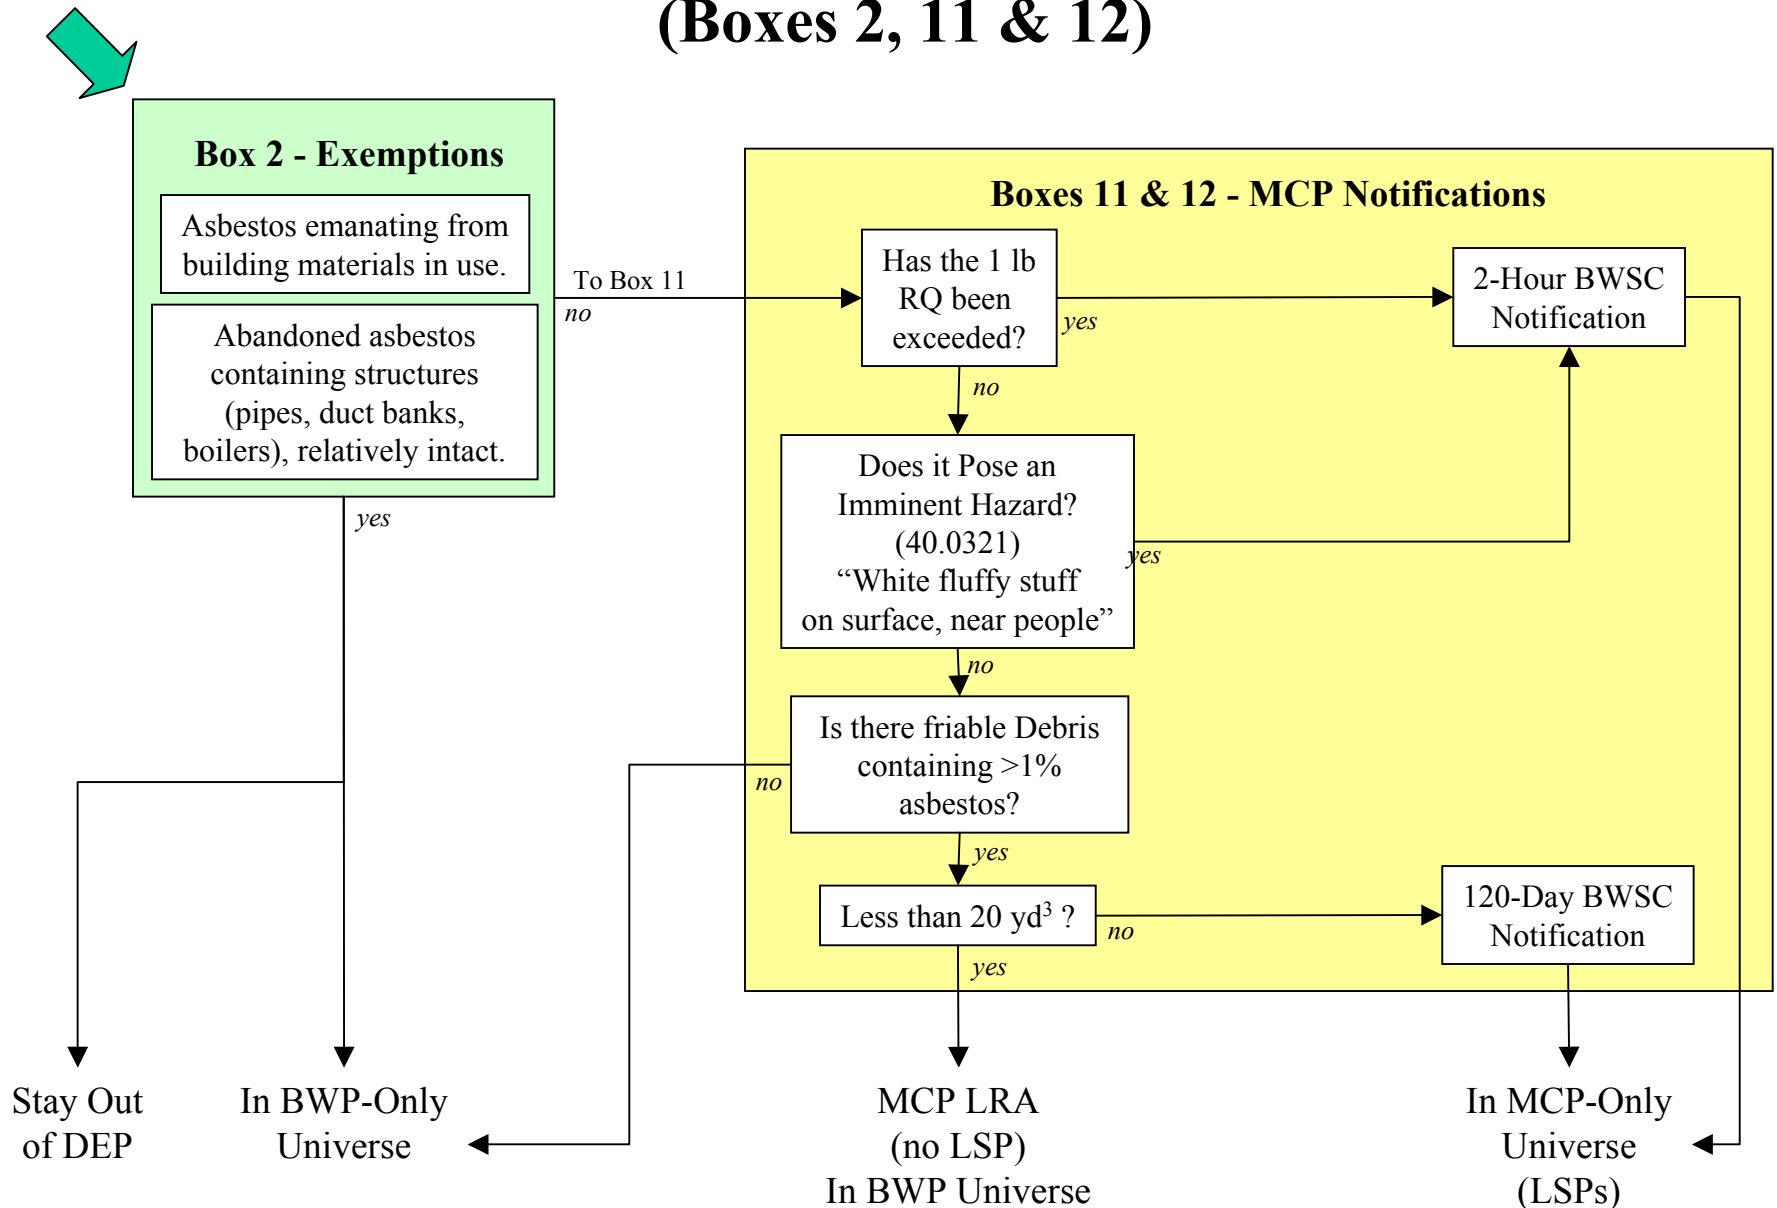 (Boxes 2, 11 & 12)
Box 2 - Exemptions
Asbestos emanating from
building materials in use.
Abandoned asbestos
containing structures
(pipes, duct banks,
boilers), relatively intact.
yes
To Box 11
no
Boxes 11 & 12 - MCP Notifications
Has the 1 lb
RQ been
exceeded?
yes
no
2-Hour BWSC
Notification
Does it Pose an
Imminent Hazard?
(40.0321)
“White fluffy stuff
on surface, near people”
yes
no
Is there friable Debris
containing >1%
asbestos?
no
yes
Less than 20 yd³ ?
no
yes
120-Day BWSC
Notification
Stay Out
of DEP
In BWP-Only
Universe
MCP LRA
(no LSP)
In BWP Universe
In MCP-Only
Universe
(LSPs)